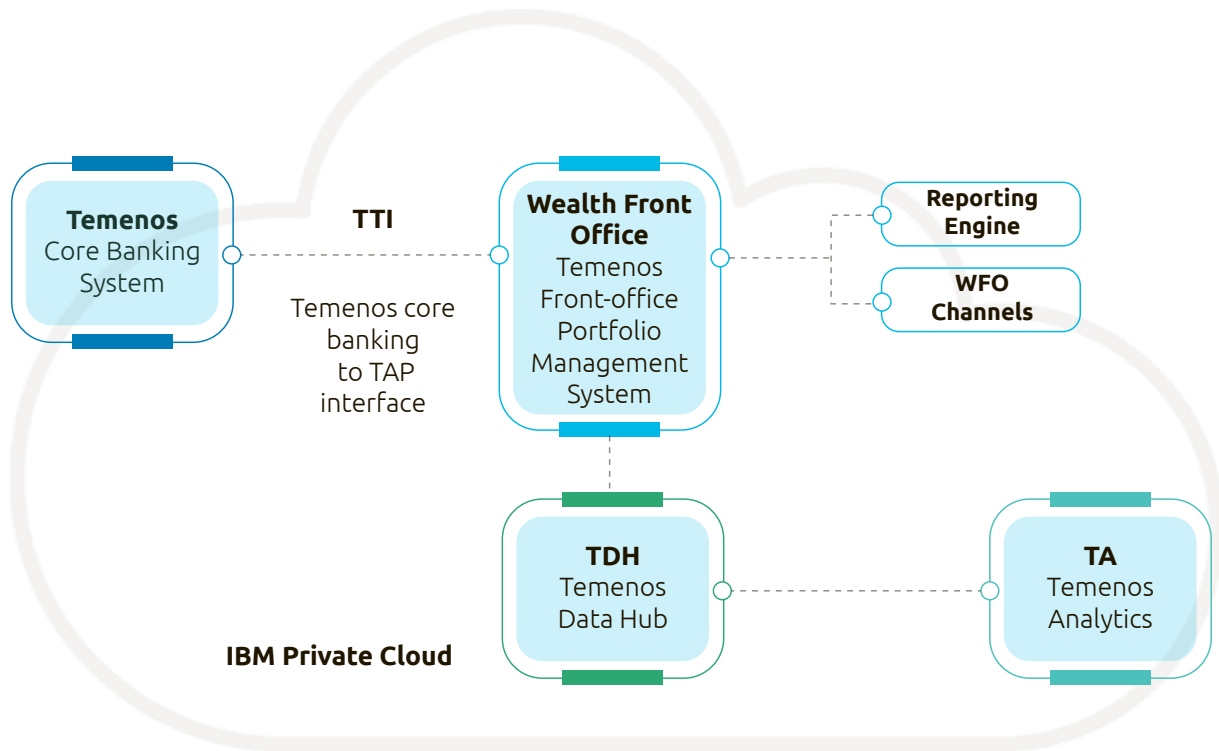 Temenos
Core Banking
System
TTI
Temenos core
banking
to TAP
interface
Wealth Front
Office
Temenos
Front-office
Portfolio
Management
System
Reporting
Engine
WFO
Channels
TDH
Temenos
Data Hub
TA
Temenos
Analytics
IBM Private Cloud